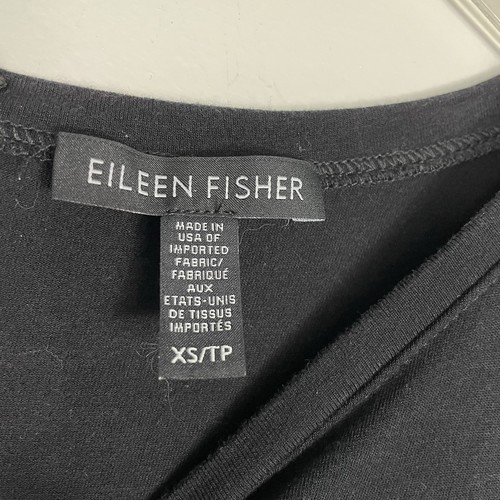 EILEEN FISHER
MADE IN
USA OF
IMPORTED
FABRIC/
FABRIQUÉ
AUX
ETATS-UNIS
DE TISSUS
IMPORTÉS
XS/TP